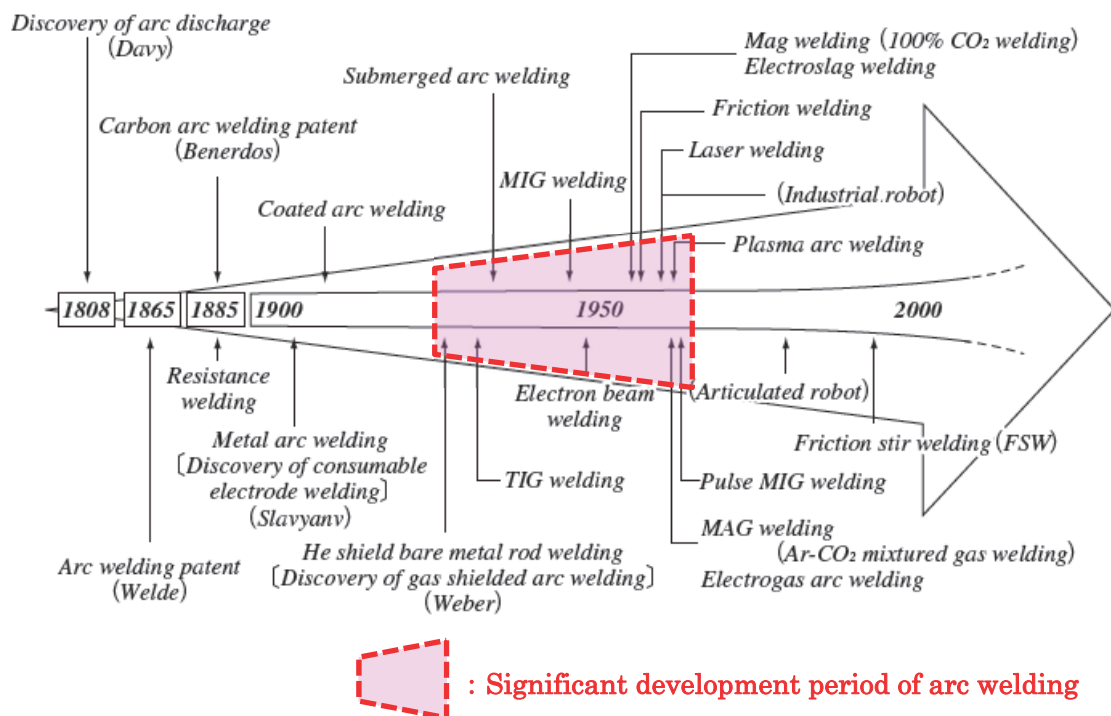 Discovery of arc discharge
(Davy)
Carbon arc welding patent
(Benerdos)
Coated arc welding
Submerged arc welding
MIG welding
Mag welding (100% CO₂ welding)
Electroslag welding
Friction welding
Laser welding
(Industrial.robot)
Plasma arc welding
1808
1865
1885
1900
1950
2000
Resistance
welding
Metal arc welding
〔Discovery of consumable
electrode welding〕
(Slavyanv)
Arc welding patent
(Welde)
He shield bare metal rod welding
〔Discovery of gas shielded arc welding〕
(Weber)
TIG welding
Electron beam
welding
(Articulated robot)
Friction stir welding (FSW)
Pulse MIG welding
MAG welding
(Ar-CO₂ mixtured gas welding)
Electrogas arc welding
: Significant development period of arc welding